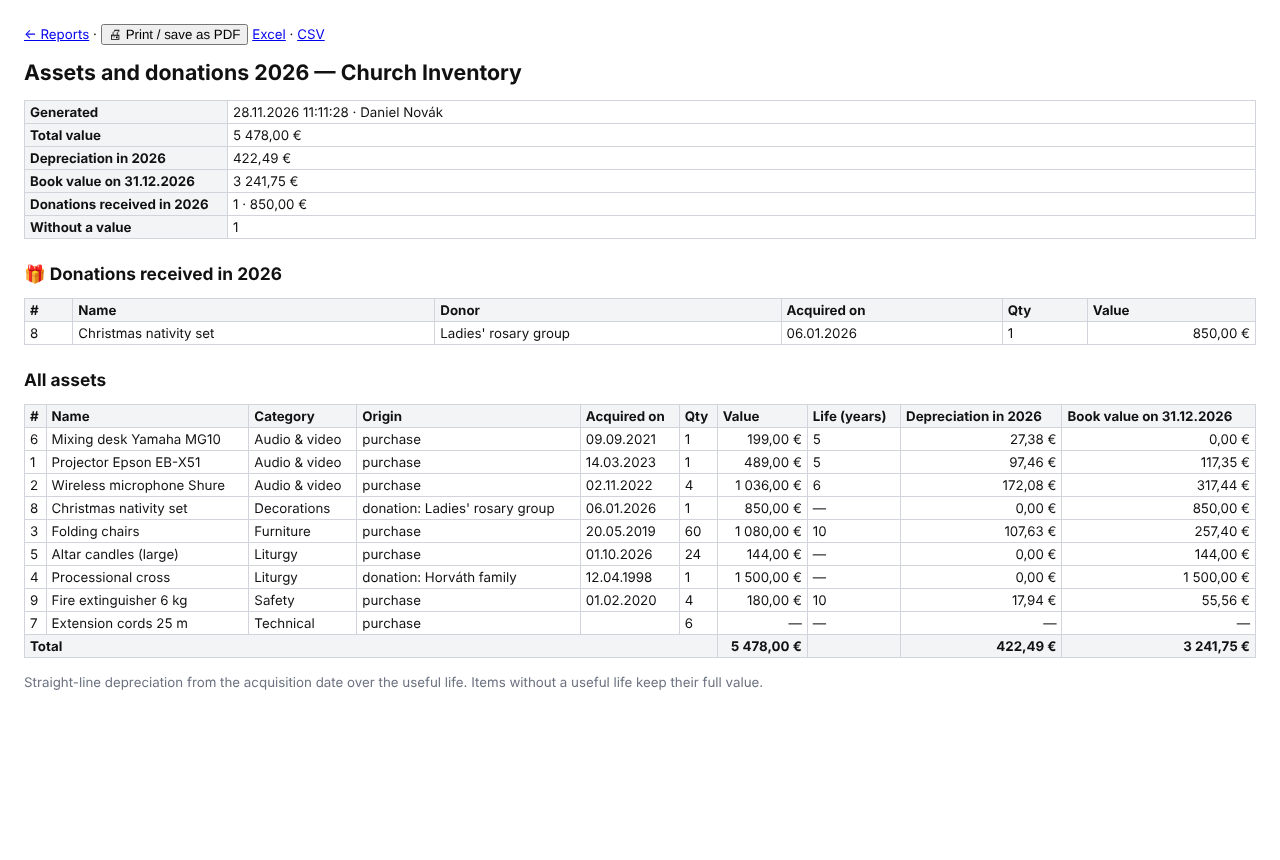 ← Reports · 🖨 Print / save as PDF Excel · CSV
Assets and donations 2026 — Church Inventory
Generated 28.11.2026 11:11:28 · Daniel Novák
Total value 5 478,00 €
Depreciation in 2026 422,49 €
Book value on 31.12.2026 3 241,75 €
Donations received in 2026 1 · 850,00 €
Without a value 1
🎁 Donations received in 2026
# Name Donor Acquired on Qty Value
8 Christmas nativity set Ladies' rosary group 06.01.2026 1 850,00 €
All assets
# Name Category Origin Acquired on Qty Value Life (years) Depreciation in 2026 Book value on 31.12.2026
6 Mixing desk Yamaha MG10 Audio & video purchase 09.09.2021 1 199,00 € 5 27,38 € 0,00 €
1 Projector Epson EB-X51 Audio & video purchase 14.03.2023 1 489,00 € 5 97,46 € 117,35 €
2 Wireless microphone Shure Audio & video purchase 02.11.2022 4 1 036,00 € 6 172,08 € 317,44 €
8 Christmas nativity set Decorations donation: Ladies' rosary group 06.01.2026 1 850,00 € — 0,00 € 850,00 €
3 Folding chairs Furniture purchase 20.05.2019 60 1 080,00 € 10 107,63 € 257,40 €
5 Altar candles (large) Liturgy purchase 01.10.2026 24 144,00 € — 0,00 € 144,00 €
4 Processional cross Liturgy donation: Horváth family 12.04.1998 1 1 500,00 € — 0,00 € 1 500,00 €
9 Fire extinguisher 6 kg Safety purchase 01.02.2020 4 180,00 € 10 17,94 € 55,56 €
7 Extension cords 25 m Technical purchase 6 — — — —
Total 5 478,00 € 422,49 € 3 241,75 €
Straight-line depreciation from the acquisition date over the useful life. Items without a useful life keep their full value.